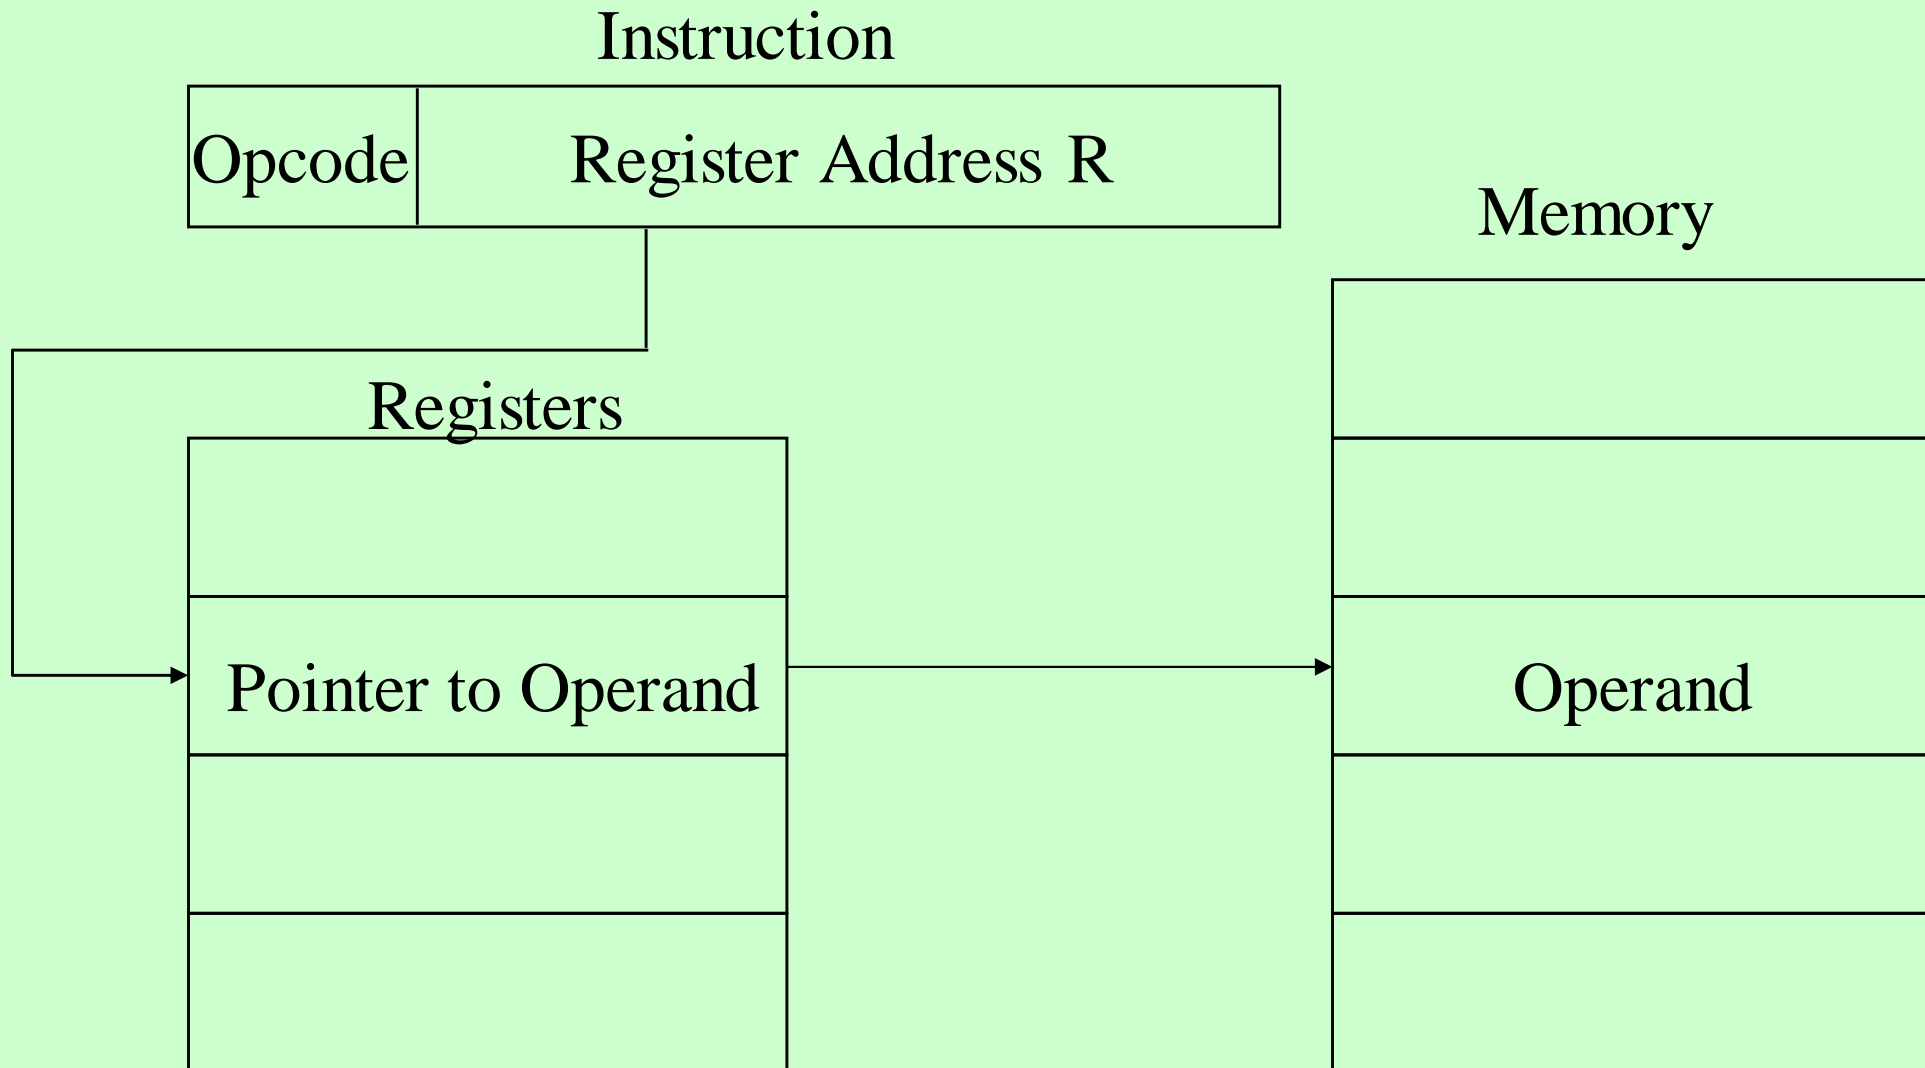 Instruction
Opcode
Register Address R
Memory
Registers
Pointer to Operand
Operand